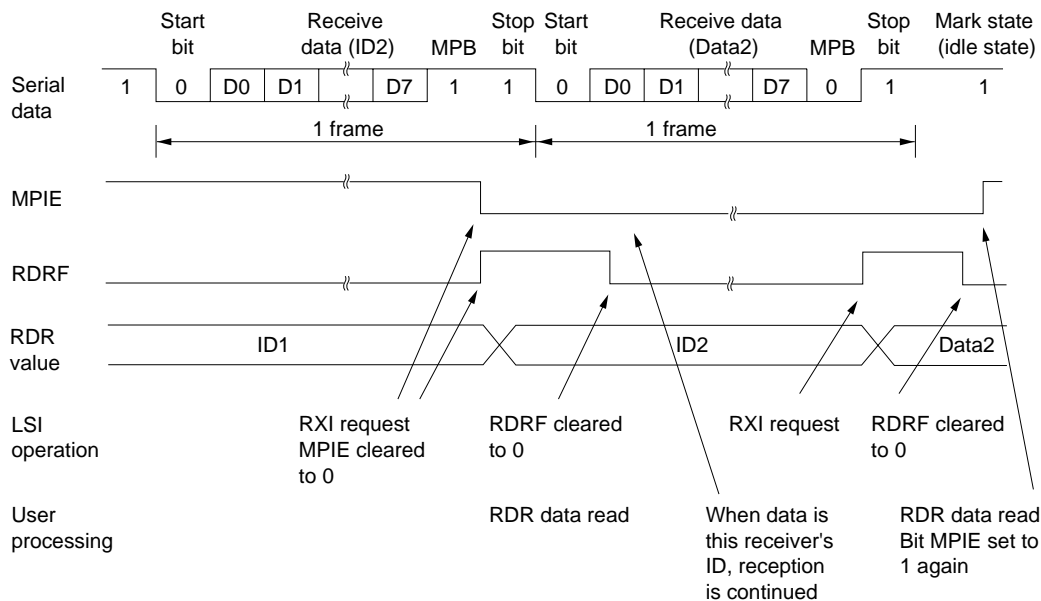 Start bit
Receive data (ID2)
MPB
Stop bit
Start bit
Receive data (Data2)
MPB
Stop bit
Mark state (idle state)
Serial data
1 0 D0 D1 D7 1 1 0 D0 D1 D7 0 1 1
1 frame 1 frame
MPIE
RDRF
RDR value
ID1 ID2 Data2
LSI operation
RXI request
MPIE cleared
to 0
RDRF cleared
to 0
RXI request
RDRF cleared
to 0
User processing
RDR data read
When data is
this receiver's
ID, reception
is continued
RDR data read
Bit MPIE set to
1 again